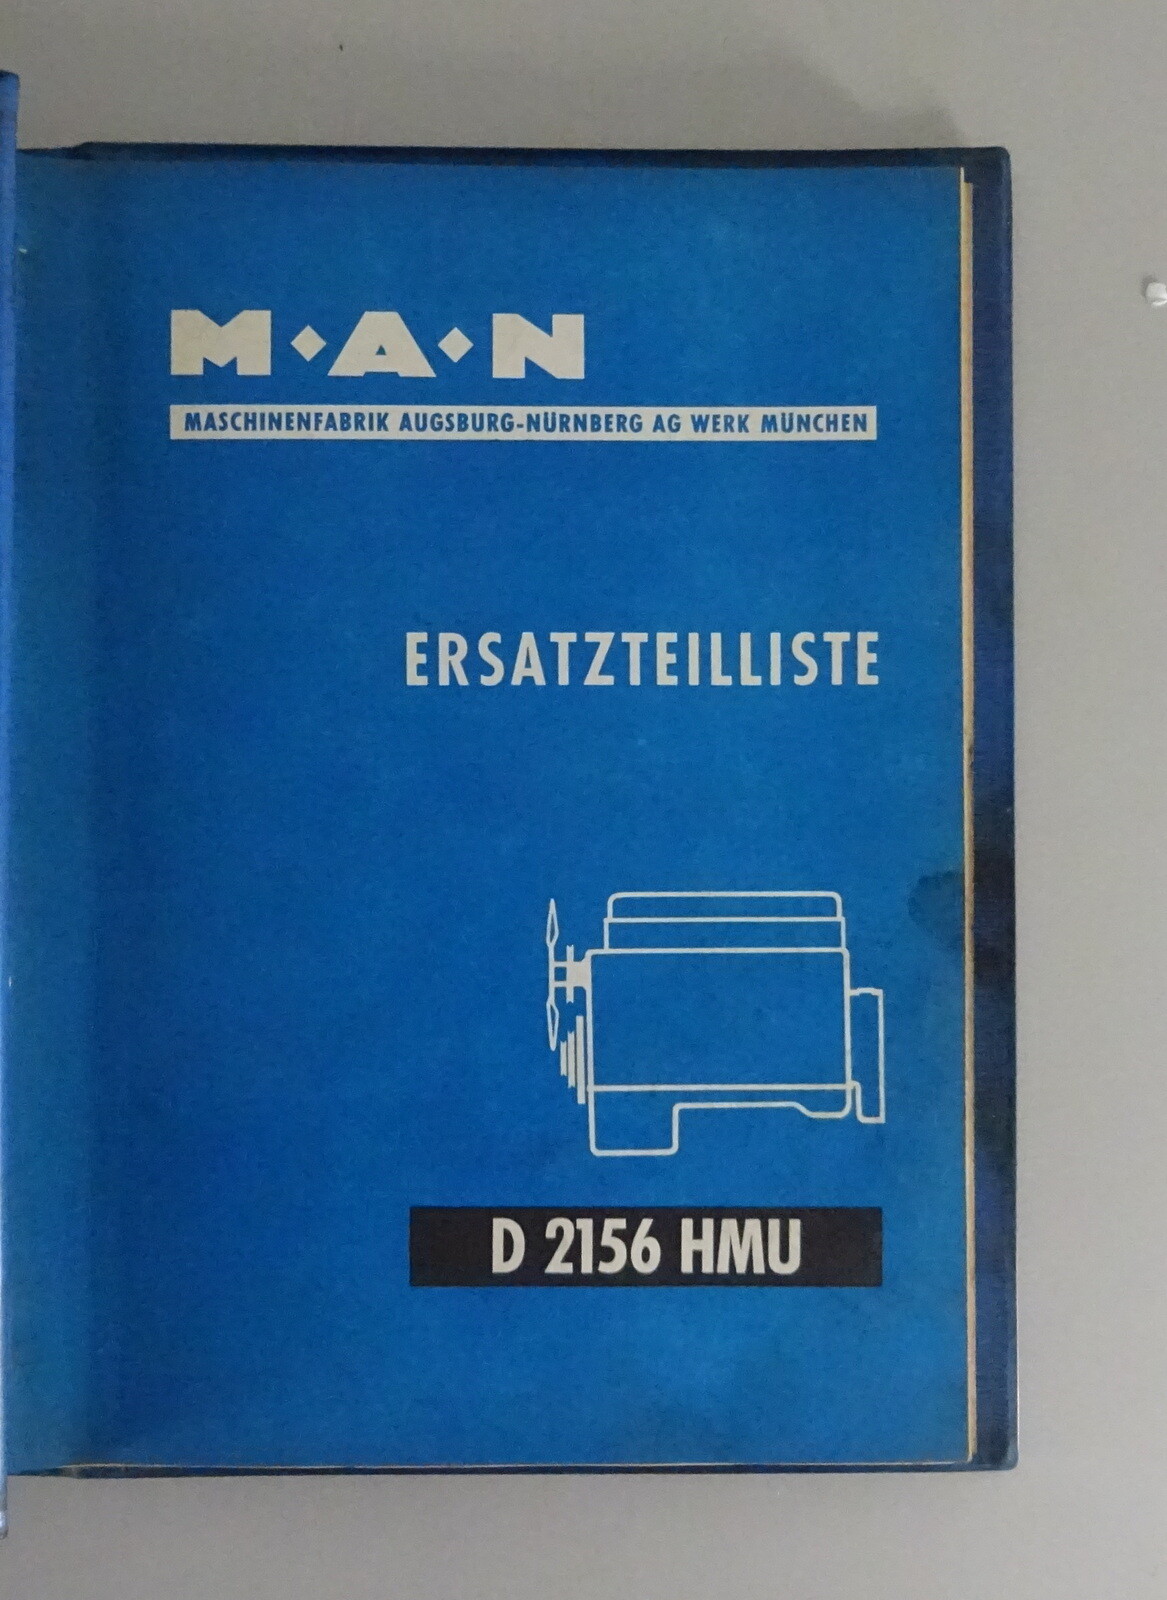 M·A·N
MASCHINENFABRIK AUGSBURG-NÜRNBERG AG WERK MÜNCHEN
ERSATZTEILLISTE
D 2156 HMU